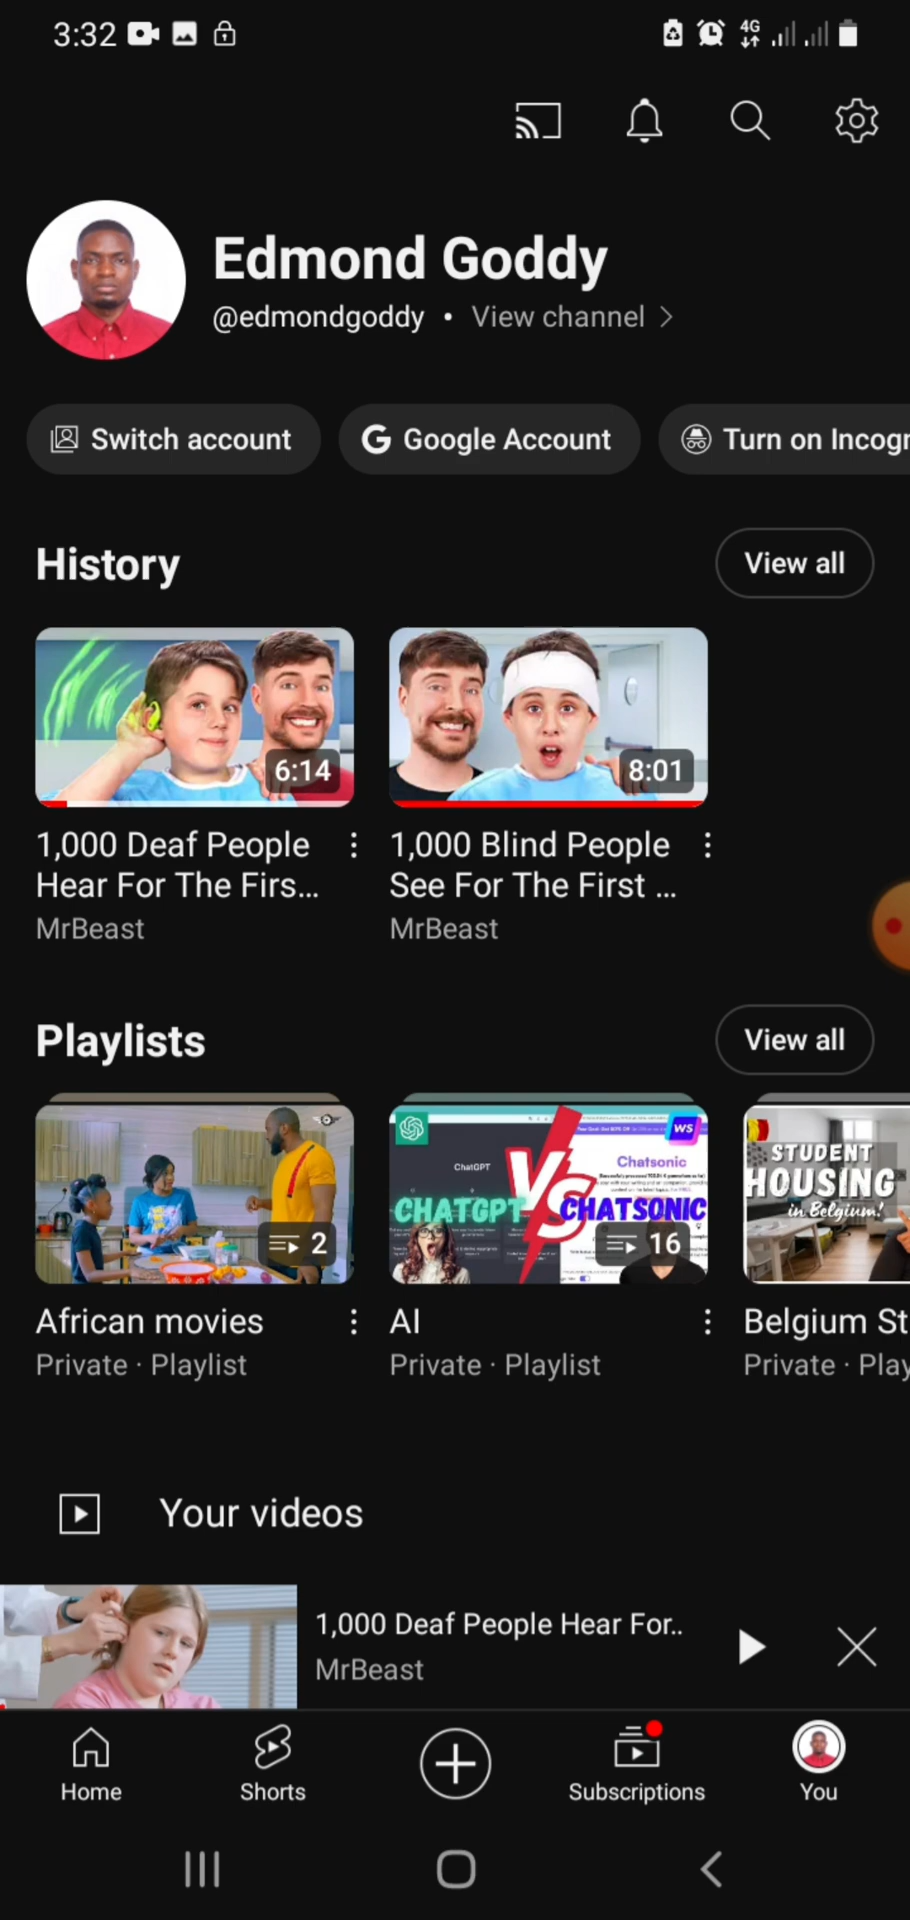 3:32
4G
Edmond Goddy
@edmondgoddy • View channel
Switch account
Google Account
Turn on Incogn
History
View all
6:14
8:01
1,000 Deaf People
Hear For The Firs...
MrBeast
1,000 Blind People
See For The First ...
MrBeast
Playlists
View all
2
ChatGPT
WS
Chatsonic
CHATGPT
VS
CHATSONIC
16
STUDENT
HOUSING
in Belgium!
African movies
Private · Playlist
AI
Private · Playlist
Belgium St
Private · Play
Your videos
1,000 Deaf People Hear For..
MrBeast
Home
Shorts
Subscriptions
You